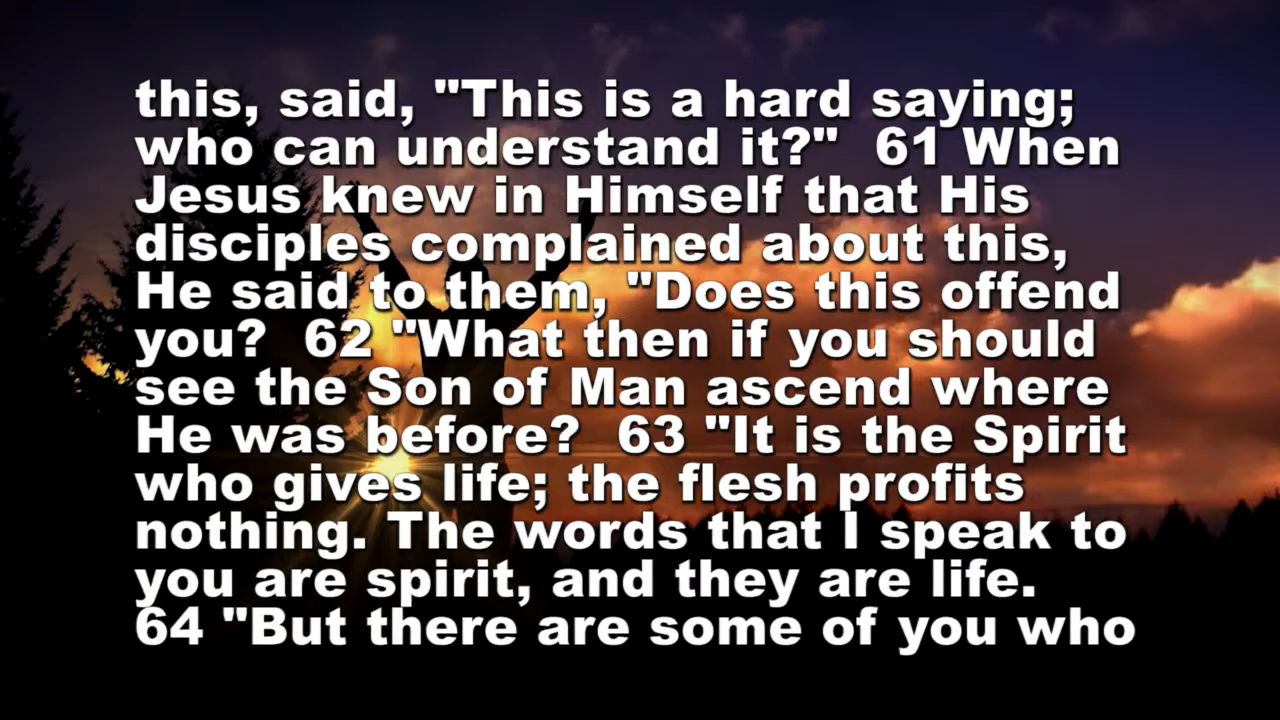 this, said, "This is a hard saying;
who can understand it?"  61 When
Jesus knew in Himself that His
disciples complained about this,
He said to them, "Does this offend
you?  62 "What then if you should
see the Son of Man ascend where
He was before?  63 "It is the Spirit
who gives life; the flesh profits
nothing. The words that I speak to
you are spirit, and they are life.
64 "But there are some of you who